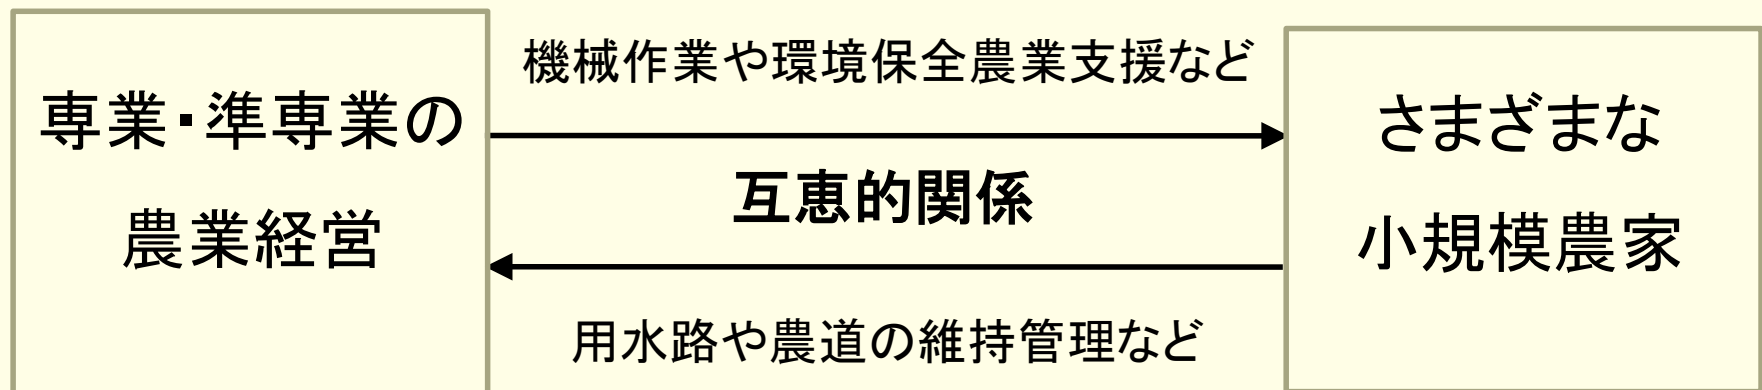 専業・準専業の
農業経営
機械作業や環境保全農業支援など
互恵的関係
用水路や農道の維持管理など
さまざまな
小規模農家